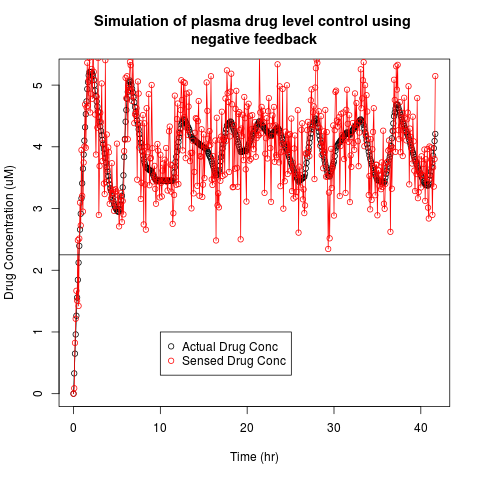 Simulation of plasma drug level control using
negative feedback
Drug Concentration (uM)
5
4
3
2
1
0
Actual Drug Conc
Sensed Drug Conc
0 10 20 30 40
Time (hr)